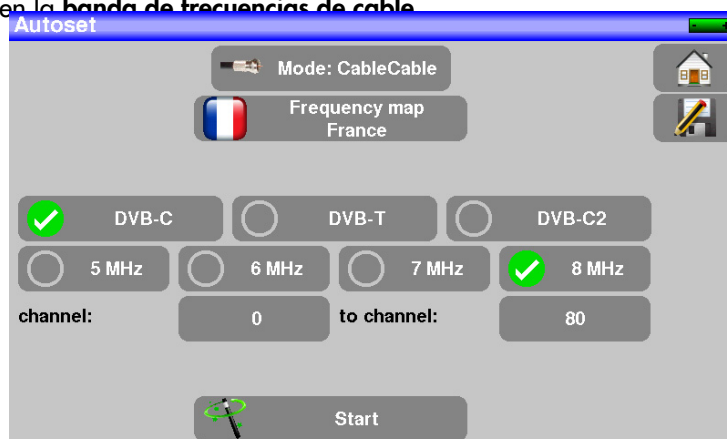 en la banda de frecuencias de cable
Autoset
Mode: CableCable
Frequency map
France
DVB-C DVB-T DVB-C2
5 MHz 6 MHz 7 MHz 8 MHz
channel: 0 to channel: 80
Start